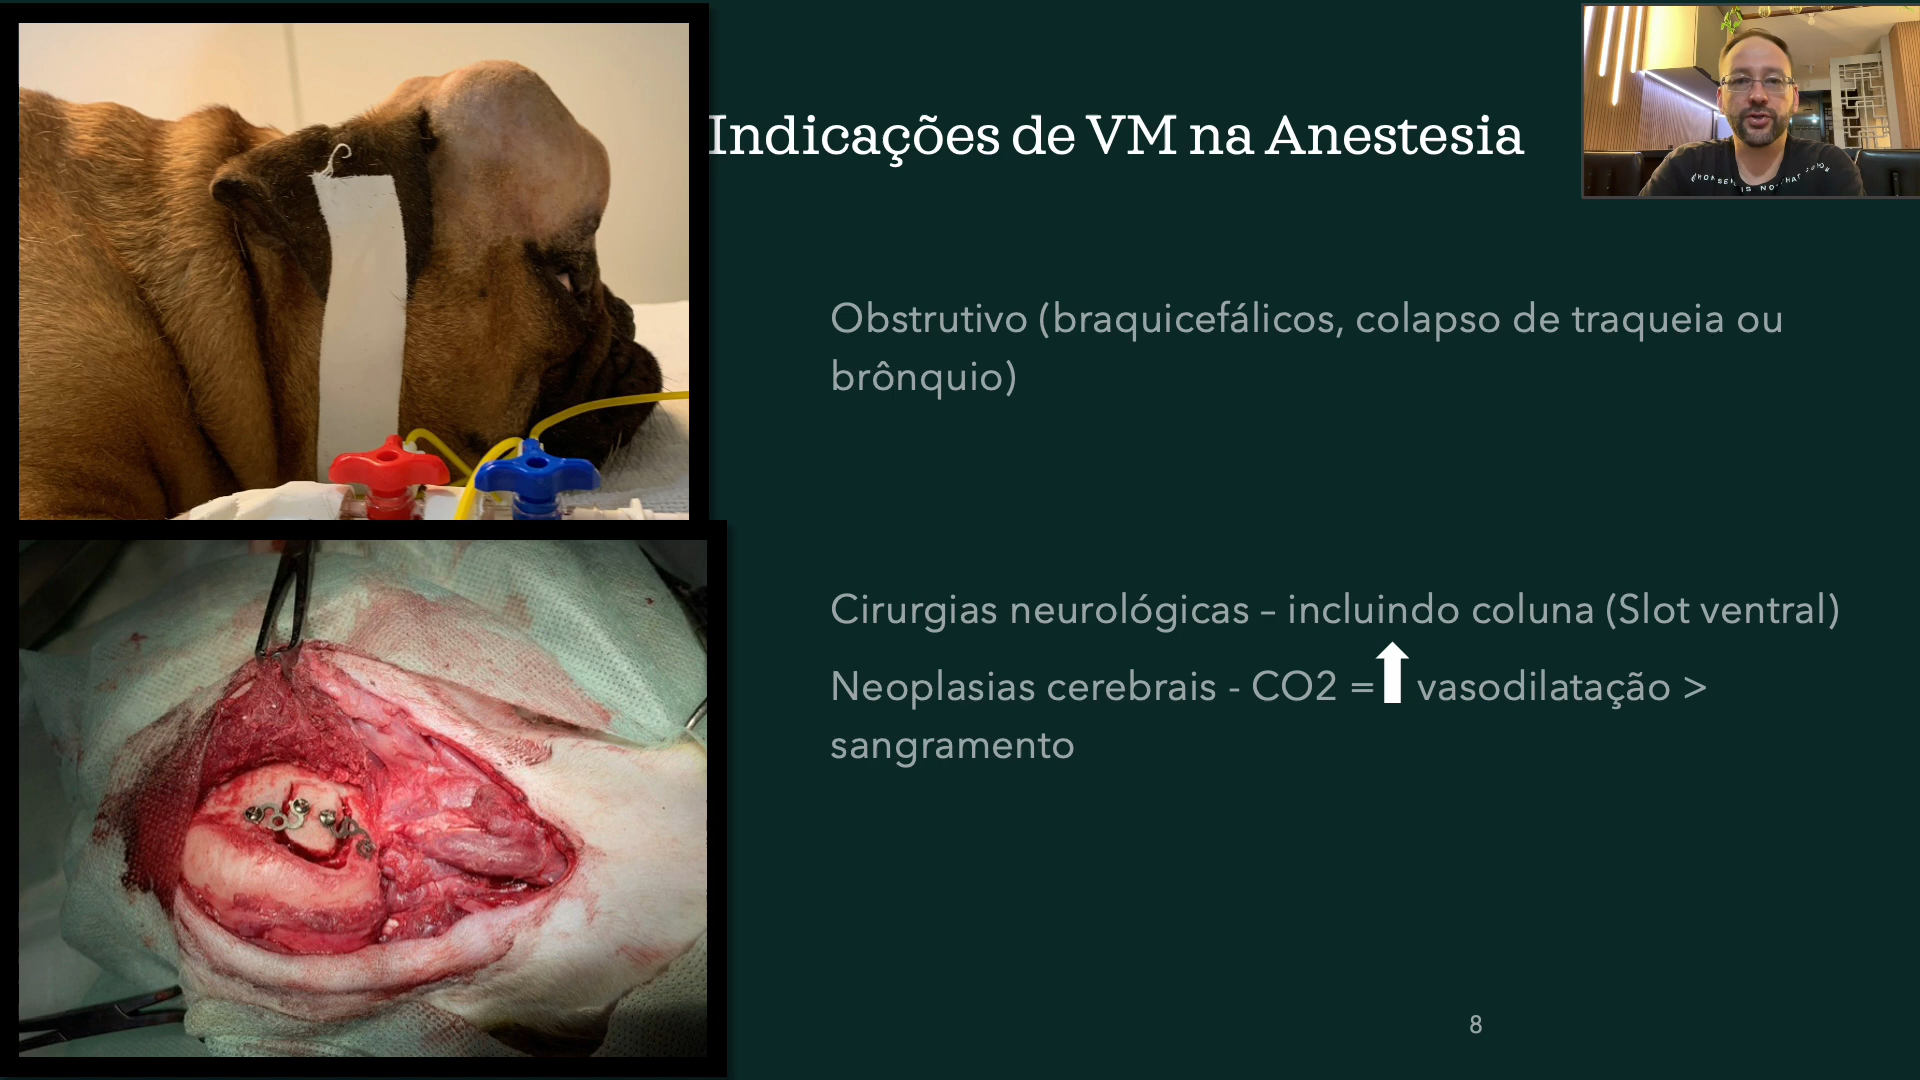 Indicações de VM na Anestesia
Obstrutivo (braquicefálicos, colapso de traqueia ou
brônquio)
Cirurgias neurológicas – incluindo coluna (Slot ventral)
Neoplasias cerebrais - CO2 = vasodilatação >
sangramento
8